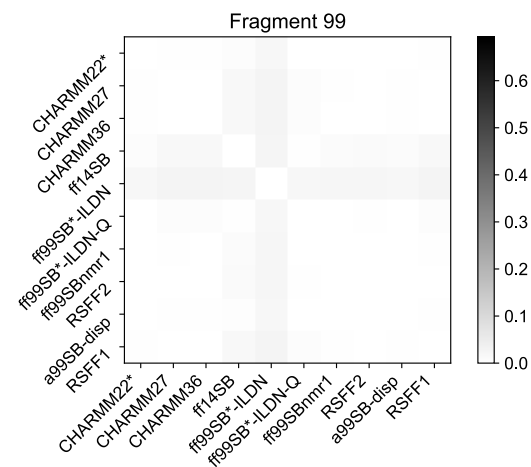 Fragment 99
CHARMM22*
CHARMM27
CHARMM36
ff14SB
ff99SB*-ILDN
ff99SB*-ILDN-Q
ff99SBnmr1
RSFF2
a99SB-disp
RSFF1
CHARMM22*
CHARMM27
CHARMM36
ff14SB
ff99SB*-ILDN
ff99SB*-ILDN-Q
ff99SBnmr1
RSFF2
a99SB-disp
RSFF1
0.6
0.5
0.4
0.3
0.2
0.1
0.0